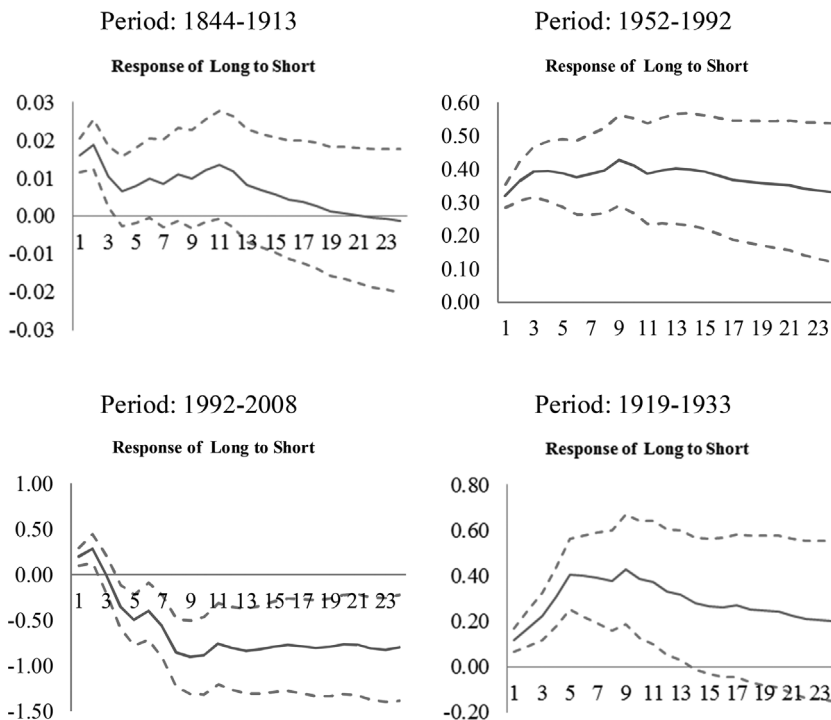 Period: 1844-1913
Response of Long to Short
0.03
0.02
0.01
0.00
-0.01
-0.02
-0.03
1 3 5 7 9 11 13 15 17 19 21 23
Period: 1952-1992
Response of Long to Short
0.60
0.50
0.40
0.30
0.20
0.10
0.00
1 3 5 7 9 11 13 15 17 19 21 23
Period: 1992-2008
Response of Long to Short
1.00
0.50
0.00
-0.50
-1.00
-1.50
1 3 5 7 9 11 13 15 17 19 21 23
Period: 1919-1933
Response of Long to Short
0.80
0.60
0.40
0.20
0.00
-0.20
1 3 5 7 9 11 13 15 17 19 21 23